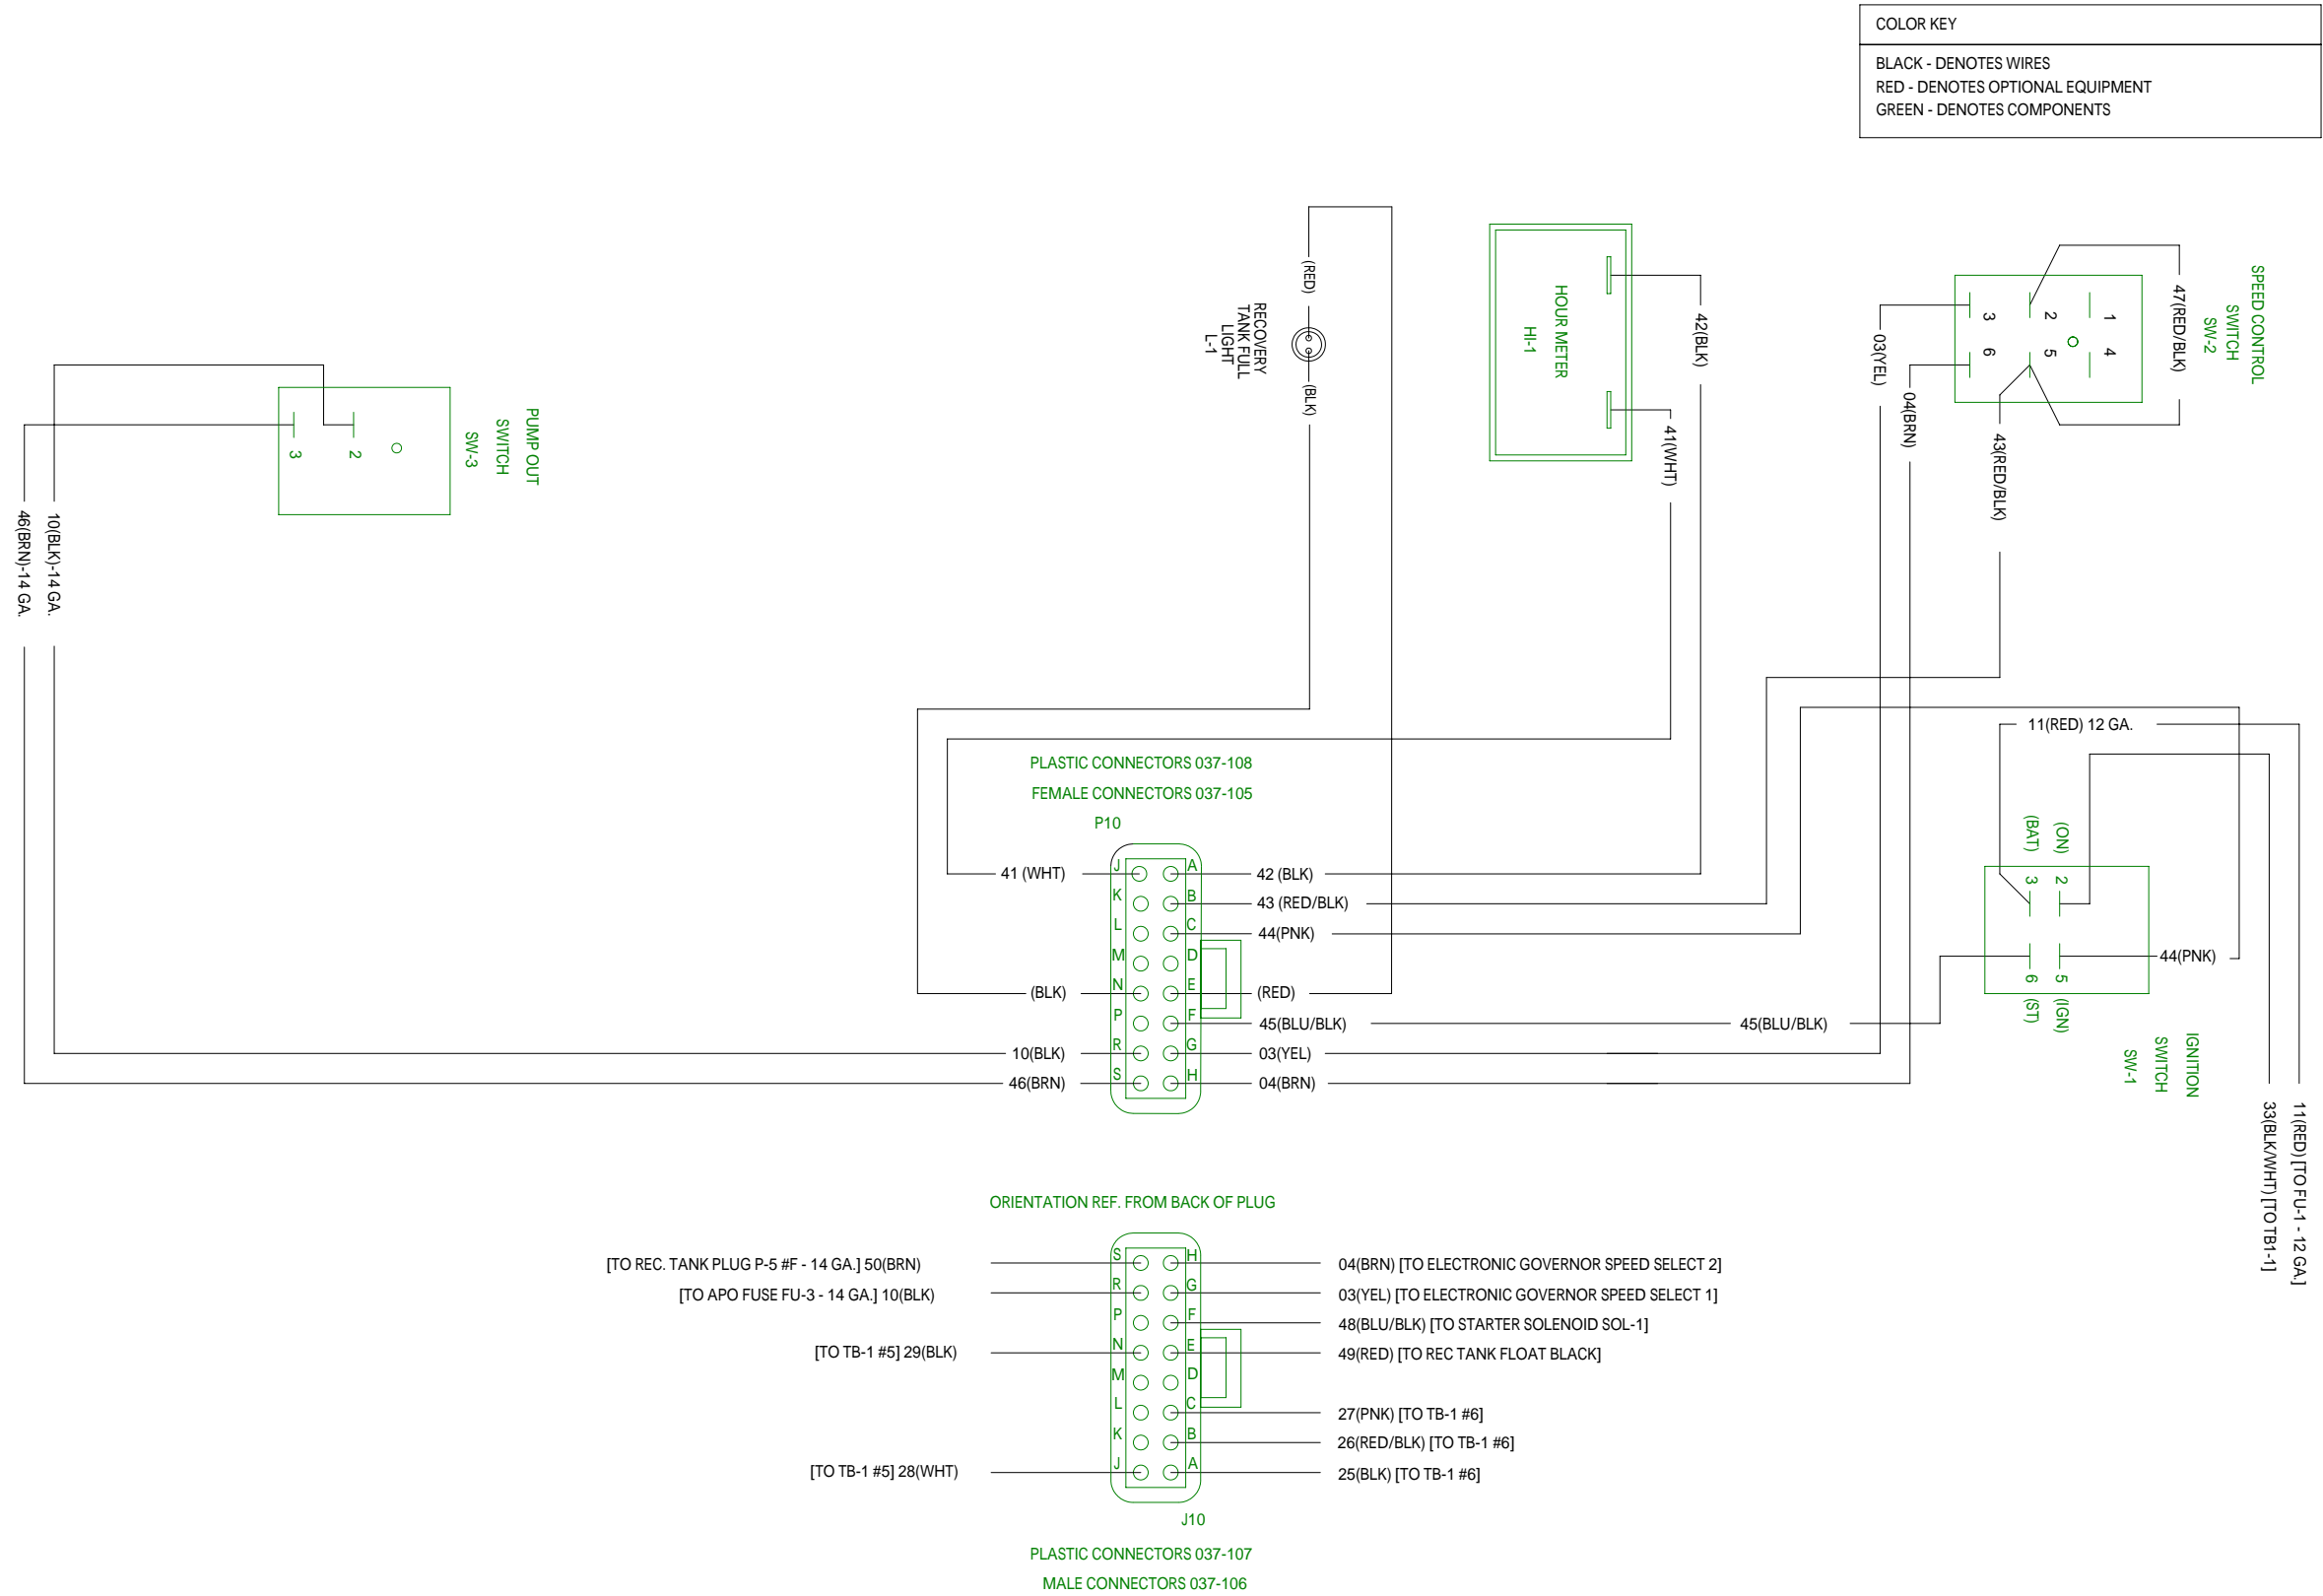 COLOR KEY
BLACK - DENOTES WIRES
RED - DENOTES OPTIONAL EQUIPMENT
GREEN - DENOTES COMPONENTS
SPEED CONTROL
SWITCH
SW-2
47(RED/BLK)
1
2
3
4
5
6
03(YEL)
04(BRN)
43(RED/BLK)
HOUR METER
HI-1
42(BLK)
41(WHT)
(RED)
RECOVERY
TANK FULL
LIGHT
L-1
(BLK)
PUMP OUT
SWITCH
SW-3
2
3
10(BLK)-14 GA.
46(BRN)-14 GA.
11(RED) 12 GA.
(ON)
(BAT)
2
3
5
6
(IGN)
(ST)
44(PNK)
IGNITION
SWITCH
SW-1
11(RED) [TO FU-1 - 12 GA.]
33(BLK/WHT) [TO TB1-1]
PLASTIC CONNECTORS 037-108
FEMALE CONNECTORS 037-105
P10
41 (WHT) J A 42 (BLK)
K B 43 (RED/BLK)
L C 44(PNK)
M D
(BLK) N E (RED)
P F 45(BLU/BLK) 45(BLU/BLK)
10(BLK) R G 03(YEL)
46(BRN) S H 04(BRN)
ORIENTATION REF. FROM BACK OF PLUG
[TO REC. TANK PLUG P-5 #F - 14 GA.] 50(BRN) S H 04(BRN) [TO ELECTRONIC GOVERNOR SPEED SELECT 2]
[TO APO FUSE FU-3 - 14 GA.] 10(BLK) R G 03(YEL) [TO ELECTRONIC GOVERNOR SPEED SELECT 1]
P F 48(BLU/BLK) [TO STARTER SOLENOID SOL-1]
[TO TB-1 #5] 29(BLK) N E 49(RED) [TO REC TANK FLOAT BLACK]
M D
L C 27(PNK) [TO TB-1 #6]
K B 26(RED/BLK) [TO TB-1 #6]
[TO TB-1 #5] 28(WHT) J A 25(BLK) [TO TB-1 #6]
J10
PLASTIC CONNECTORS 037-107
MALE CONNECTORS 037-106